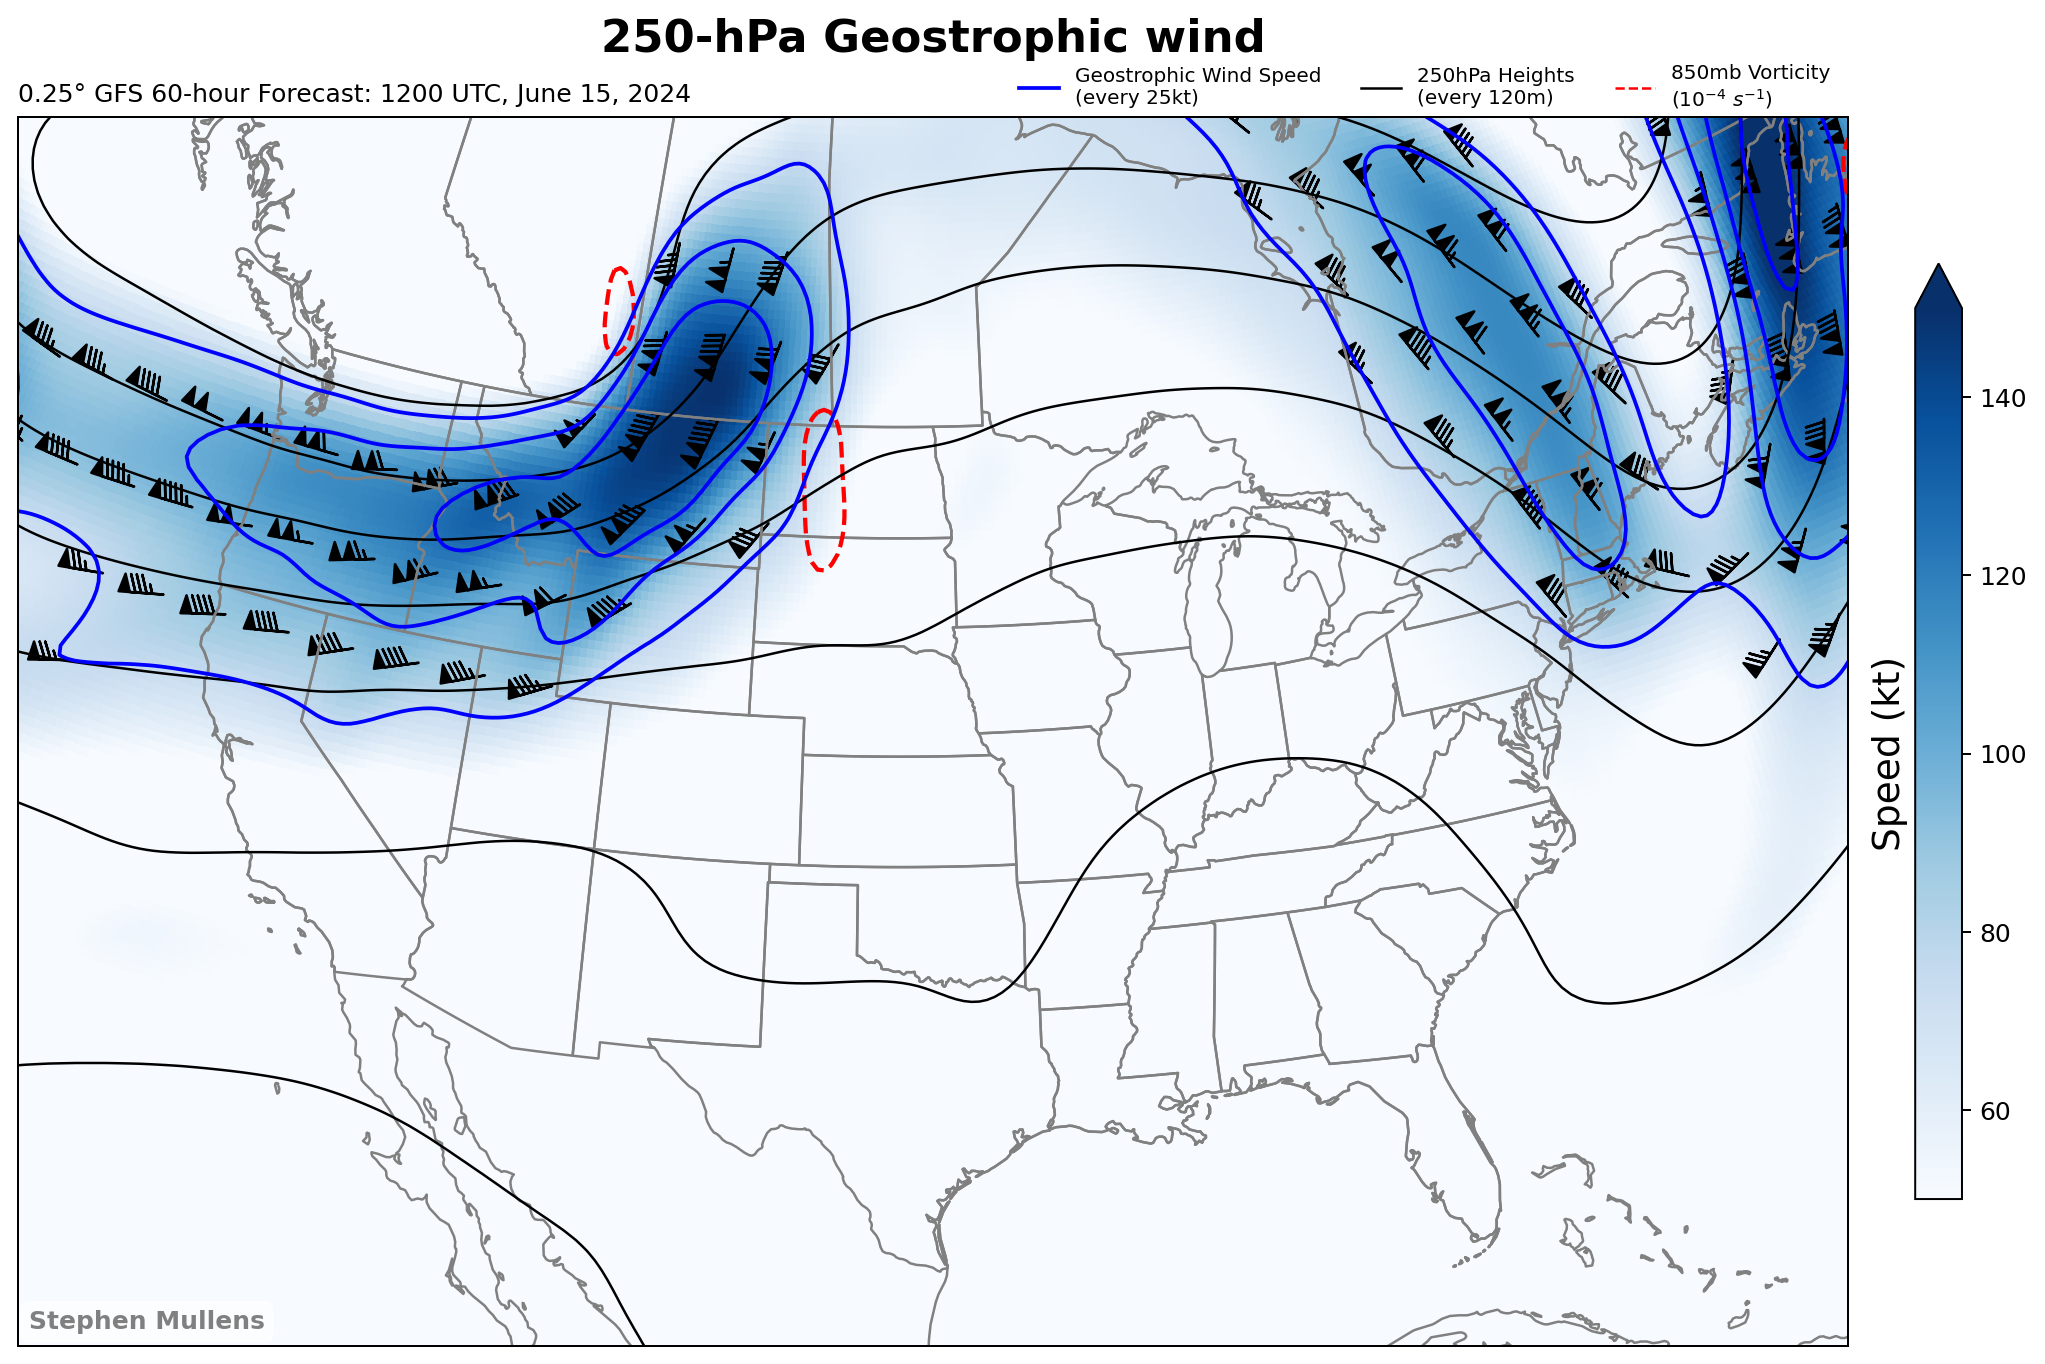 250-hPa Geostrophic wind
0.25° GFS 60-hour Forecast: 1200 UTC, June 15, 2024
Geostrophic Wind Speed
(every 25kt)
250hPa Heights
(every 120m)
850mb Vorticity
(10⁻⁴ s⁻¹)
140
120
100
80
60
Speed (kt)
Stephen Mullens